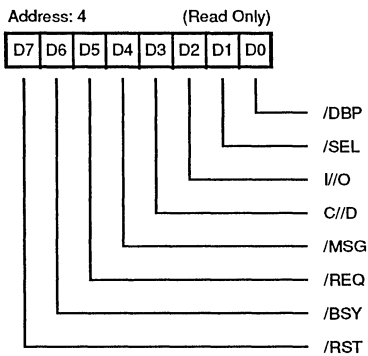 Address: 4 (Read Only)
D7 D6 D5 D4 D3 D2 D1 D0
/DBP
/SEL
I//O
C//D
/MSG
/REQ
/BSY
/RST